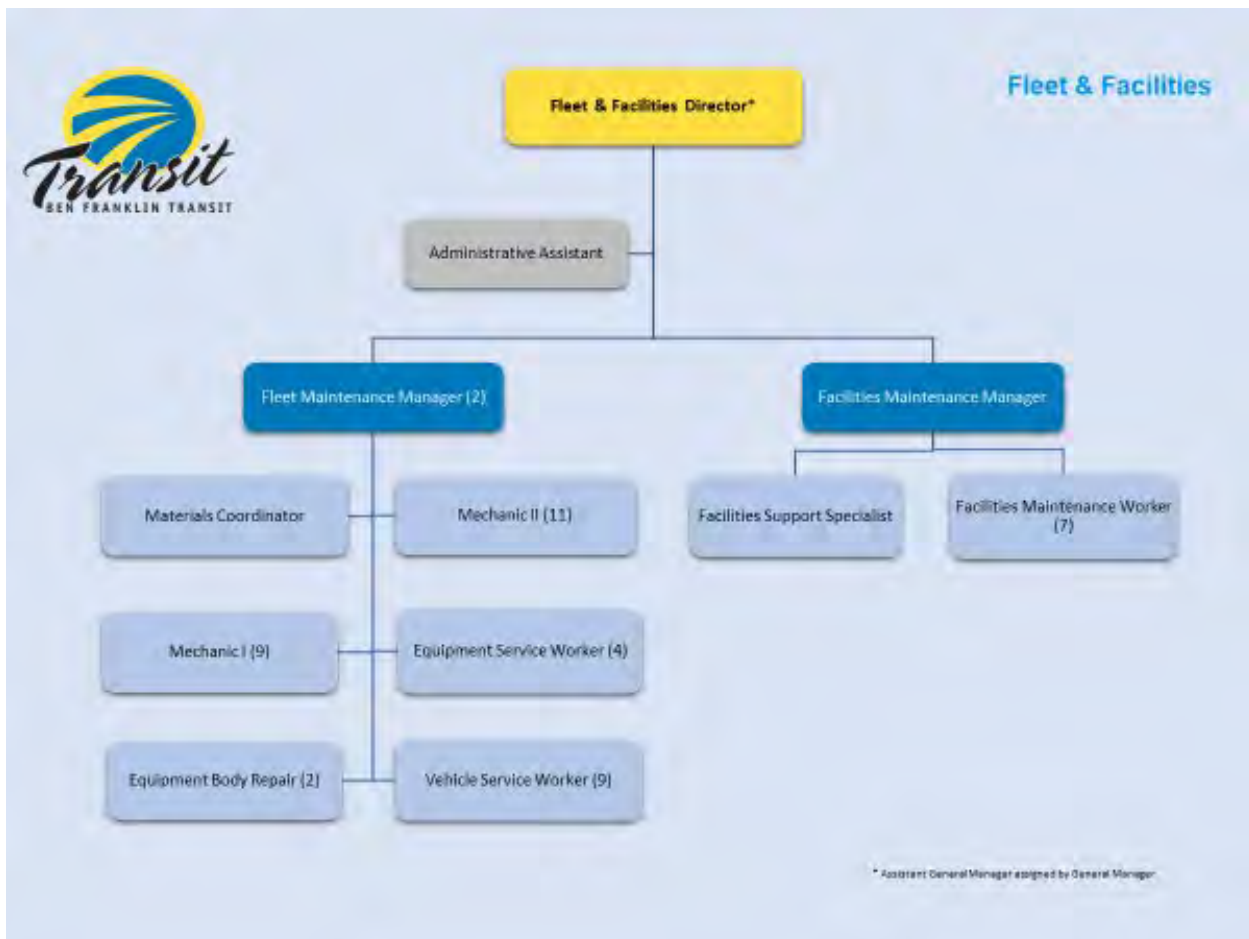 Fleet & Facilities
Transit
BEN FRANKLIN TRANSIT
Fleet & Facilities Director*
Administrative Assistant
Fleet Maintenance Manager (2)
Facilities Maintenance Manager
Materials Coordinator
Mechanic II (11)
Facilities Support Specialist
Facilities Maintenance Worker
(7)
Mechanic I (9)
Equipment Service Worker (4)
Equipment Body Repair (2)
Vehicle Service Worker (9)
* Assistant General Manager assigned by General Manager